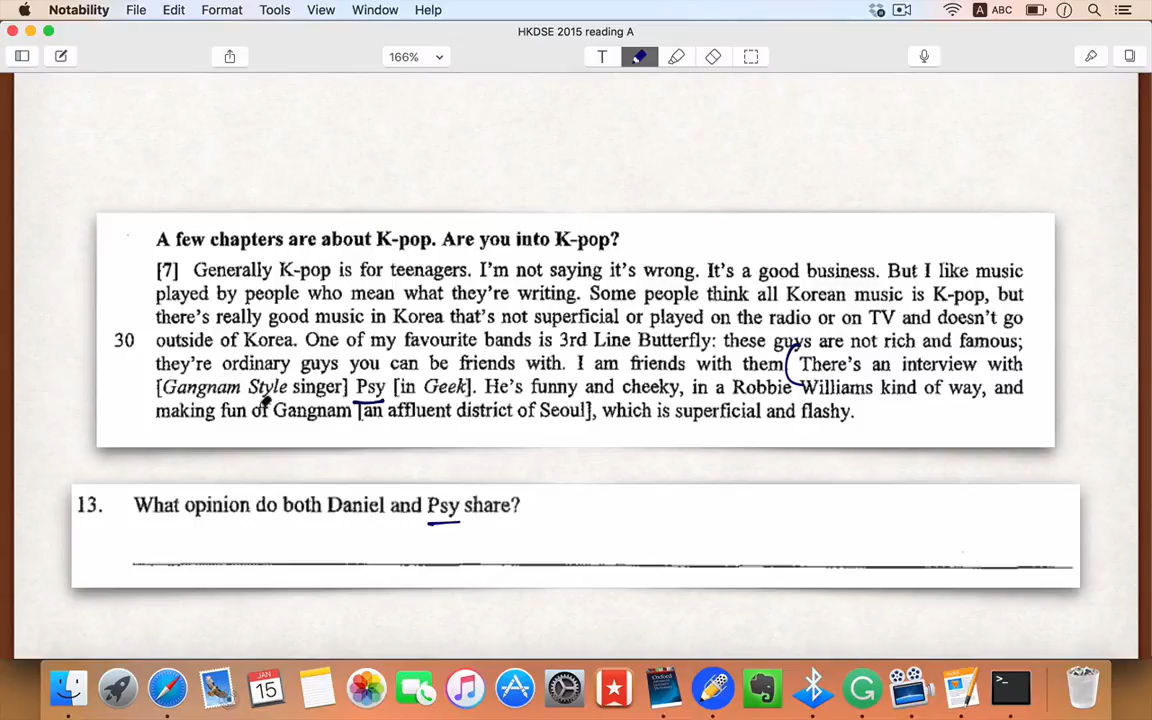 Notability File Edit Format Tools View Window Help A ABC
HKDSE 2015 reading A
166% T
A few chapters are about K-pop. Are you into K-pop?
[7] Generally K-pop is for teenagers. I'm not saying it's wrong. It's a good business. But I like music
played by people who mean what they're writing. Some people think all Korean music is K-pop, but
there's really good music in Korea that's not superficial or played on the radio or on TV and doesn't go
30 outside of Korea. One of my favourite bands is 3rd Line Butterfly: these guys are not rich and famous;
they're ordinary guys you can be friends with. I am friends with them There's an interview with
[Gangnam Style singer] Psy [in Geek]. He's funny and cheeky, in a Robbie Williams kind of way, and
making fun of Gangnam [an affluent district of Seoul], which is superficial and flashy.
13. What opinion do both Daniel and Psy share?
JAN
15